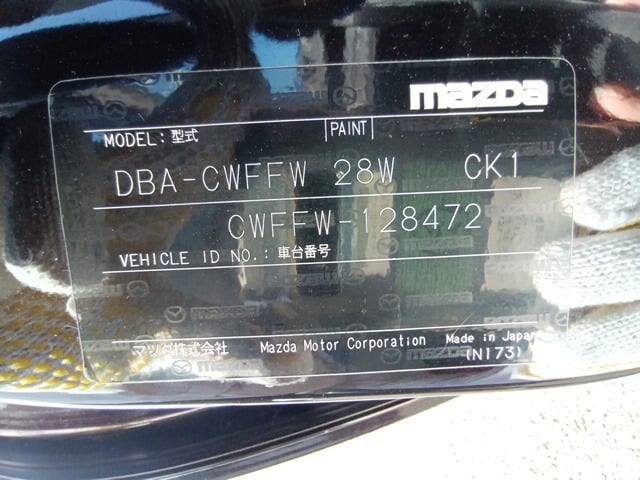 mazda
MODEL: 型式 PAINT
DBA-CWFFW 28W CK1
CWFFW-128472
VEHICLE ID NO.: 車台番号
マツダ株式会社 Mazda Motor Corporation Made in Japan
(N173)